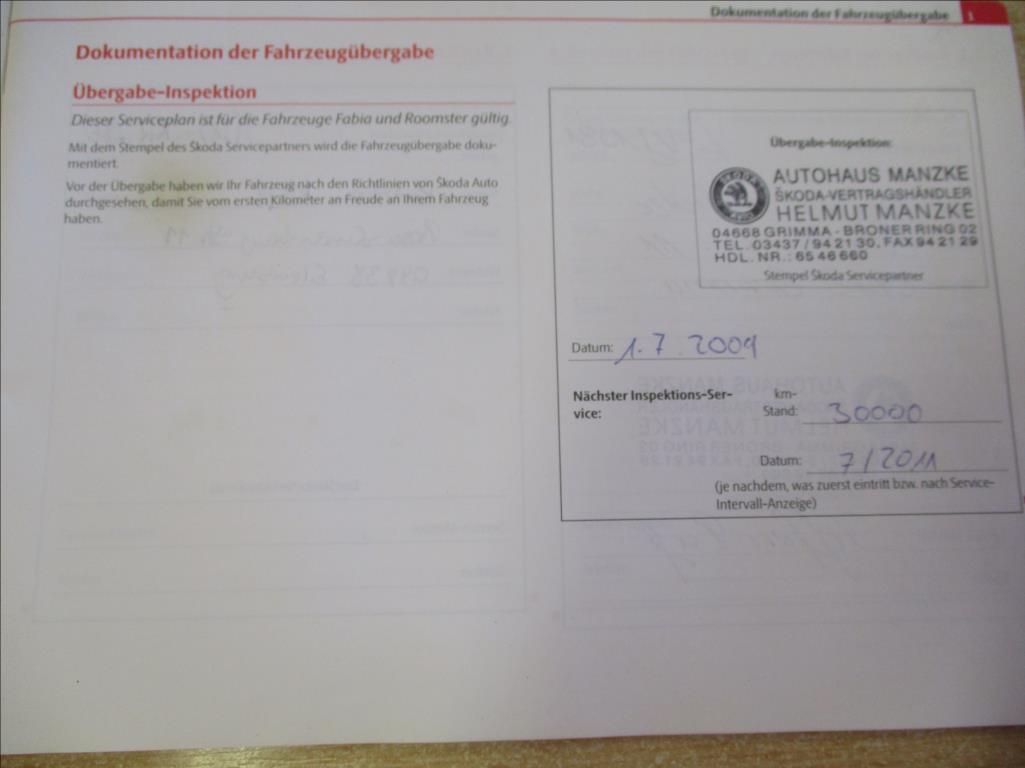 Dokumentation der Fahrzeugübergabe 1
Dokumentation der Fahrzeugübergabe
Übergabe-Inspektion
Dieser Serviceplan ist für die Fahrzeuge Fabia und Roomster gültig.
Mit dem Stempel des Škoda Servicepartners wird die Fahrzeugübergabe doku-
mentiert.
Vor der Übergabe haben wir Ihr Fahrzeug nach den Richtlinien von Škoda Auto
durchgesehen, damit Sie vom ersten Kilometer an Freude an Ihrem Fahrzeug
haben.
Übergabe-Inspektion:
AUTOHAUS MANZKE
ŠKODA-VERTRAGSHÄNDLER
HELMUT MANZKE
04668 GRIMMA - BRONER RING 02
TEL. 03437 / 94 21 30, FAX 94 21 29
HDL. NR.: 65 46 660
Stempel Škoda Servicepartner
Datum: 1.7.2009
Nächster Inspektions-Ser-
vice:
km-
Stand: 30000
Datum: 7/2011
(je nachdem, was zuerst eintritt bzw. nach Service-
Intervall-Anzeige)